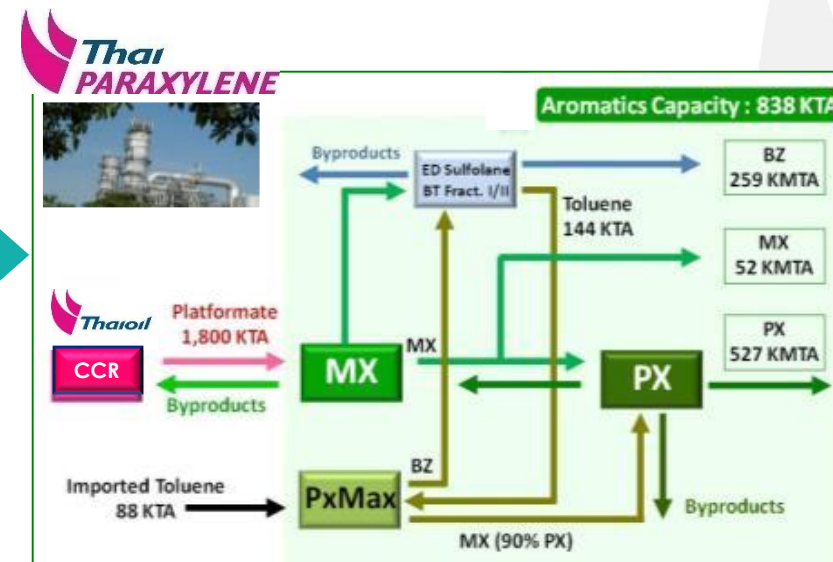 Thai
PARAXYLENE
Aromatics Capacity : 838 KTA
Byproducts
ED Sulfolane
BT Fract. I/II
BZ
259 KMTA
Toluene
144 KTA
MX
52 KMTA
Thaioil
Platformate
1,800 KTA
PX
527 KMTA
CCR
MX
MX
PX
Byproducts
BZ
Imported Toluene
88 KTA
PxMax
Byproducts
MX (90% PX)